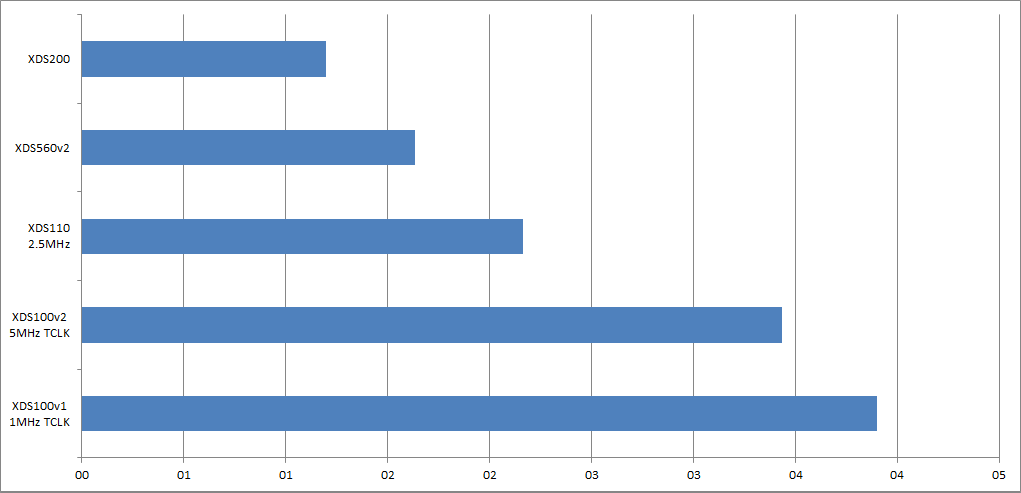 XDS200
XDS560v2
XDS110
2.5MHz
XDS100v2
5MHz TCLK
XDS100v1
1MHz TCLK
00 01 01 02 02 03 03 04 04 05